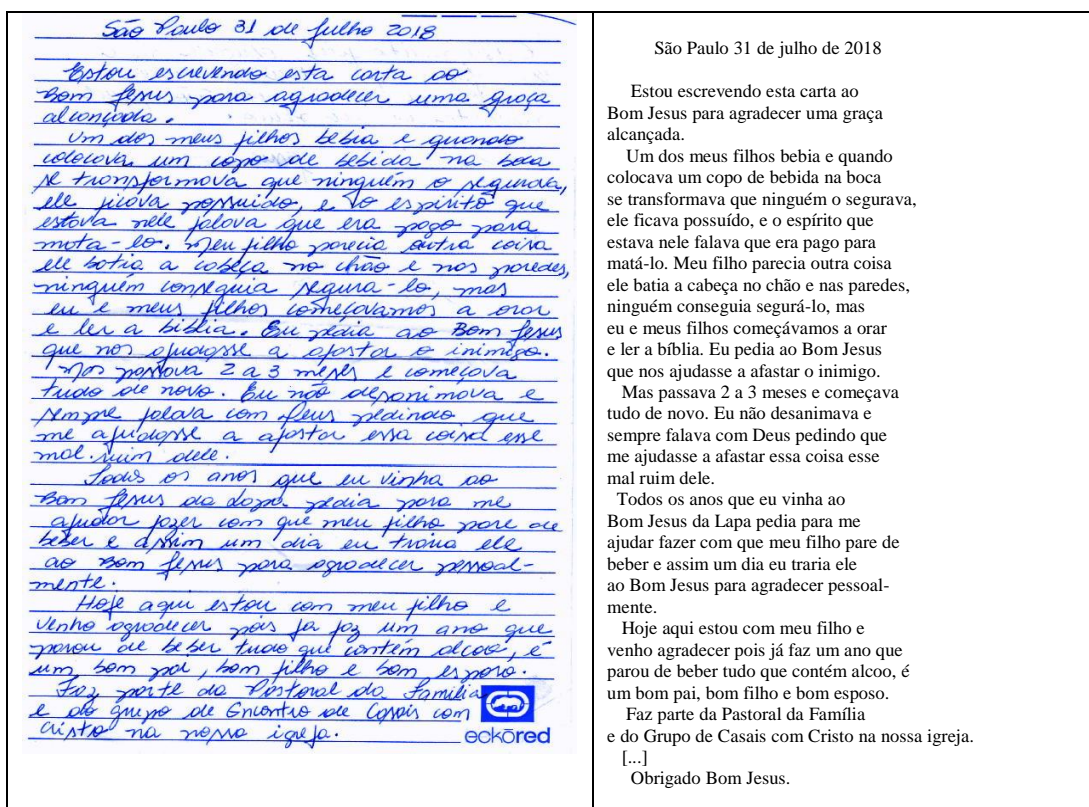 São Paulo 31 de julho 2018
Estou escrevendo esta carta ao
Bom Jesus para agradecer uma graça
alcançada.
Um dos meus filhos bebia e quando
colocava um copo de bebida na boca
se transformava que ninguém o segurava,
ele ficava possuido, e o espirito que
estava nele falava que era pago para
mata-lo. Meu filho parecia outra coisa
ele batia a cabeça no chão e nas paredes,
ninguém conseguia segura-lo, mas
eu e meus filhos começavamos a orar
e ler a biblia. Eu pedia ao Bom Jesus
que nos ajudasse a afastar o inimigo.
Mas passava 2 a 3 meses e começava
tudo de novo. Eu não desanimava e
sempre falava com Deus pedindo que
me ajudasse a afastar essa coisa esse
mal ruim dele.
Todos os anos que eu vinha ao
Bom Jesus da Lapa pedia para me
ajudar fazer com que meu filho pare de
beber e assim um dia eu traria ele
ao Bom Jesus para agradecer pessoal-
mente.
Hoje aqui estou com meu filho e
venho agradecer pois ja faz um ano que
parou de beber tudo que contém alcoo, é
um bom pai, bom filho e bom esposo.
Faz parte da Pastoral da Familia
e do grupo de Encontro de Casais com
Cristo na nossa igreja.
eckōred
São Paulo 31 de julho de 2018
Estou escrevendo esta carta ao
Bom Jesus para agradecer uma graça
alcançada.
Um dos meus filhos bebia e quando
colocava um copo de bebida na boca
se transformava que ninguém o segurava,
ele ficava possuído, e o espírito que
estava nele falava que era pago para
matá-lo. Meu filho parecia outra coisa
ele batia a cabeça no chão e nas paredes,
ninguém conseguia segurá-lo, mas
eu e meus filhos começávamos a orar
e ler a bíblia. Eu pedia ao Bom Jesus
que nos ajudasse a afastar o inimigo.
Mas passava 2 a 3 meses e começava
tudo de novo. Eu não desanimava e
sempre falava com Deus pedindo que
me ajudasse a afastar essa coisa esse
mal ruim dele.
Todos os anos que eu vinha ao
Bom Jesus da Lapa pedia para me
ajudar fazer com que meu filho pare de
beber e assim um dia eu traria ele
ao Bom Jesus para agradecer pessoal-
mente.
Hoje aqui estou com meu filho e
venho agradecer pois já faz um ano que
parou de beber tudo que contém alcoo, é
um bom pai, bom filho e bom esposo.
Faz parte da Pastoral da Família
e do Grupo de Casais com Cristo na nossa igreja.
[...]
Obrigado Bom Jesus.